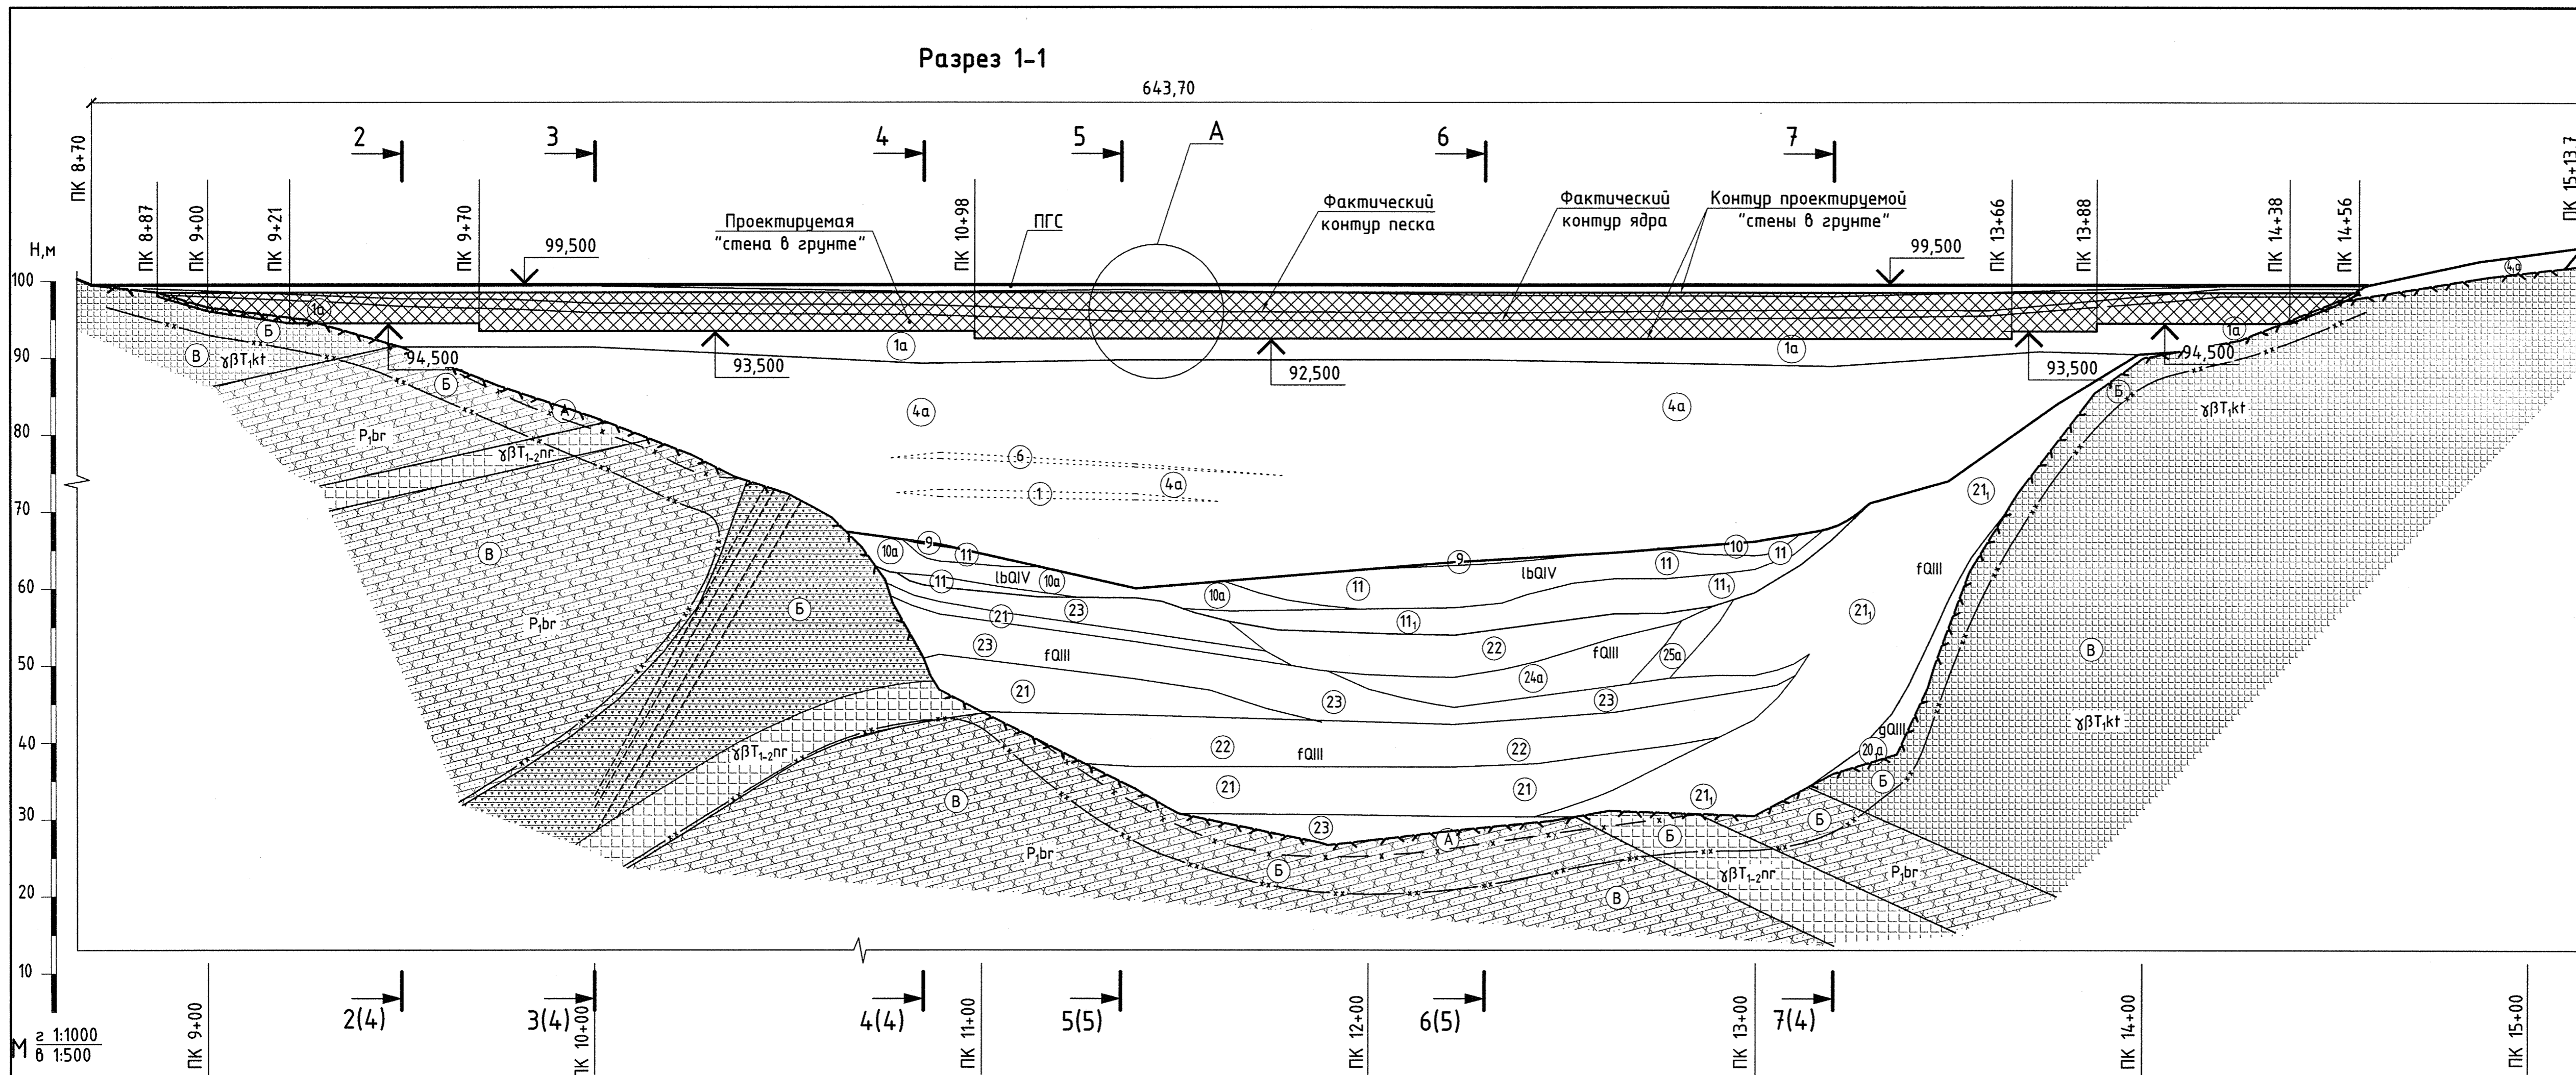 Разрез 1-1
643,70
2
3
4
5
А
6
7
ПК 8+70
ПК 8+87
ПК 9+00
ПК 9+21
ПК 9+70
ПК 10+98
ПК 13+66
ПК 13+88
ПК 14+38
ПК 14+56
ПК 15+13,7
Проектируемая
"стена в грунте"
ПГС
Фактический
контур песка
Фактический
контур ядра
Контур проектируемой
"стены в грунте"
Н,м
99,500
99,500
100
90
80
70
60
50
40
30
20
10
4,а
1а
Б
В
γβT₁kt
94,500
93,500
1а
92,500
1а
93,500
94,500
1а
Б
А
Б
4а
4а
γβT₁kt
P₁br
γβT₁₋₂nr
6
4а
1
21₁
В
10а
9
11
lbQIV
10а
11
9
lbQIV
11
10
11
11₁
10а
11
fQIII
21₁
P₁br
Б
21
23
11₁
22
fQIII
25а
24а
23
fQIII
21
23
23
В
γβT₁kt
22
fQIII
22
gQIII
20,а
Б
γβT₁₋₂nr
В
21
21
21₁
23
А
Б
Б
P₁br
Б
В
γβT₁₋₂nr
P₁br
2(4)
3(4)
4(4)
5(5)
6(5)
7(4)
ПК 9+00
ПК 10+00
ПК 11+00
ПК 12+00
ПК 13+00
ПК 14+00
ПК 15+00
М г 1:1000
в 1:500